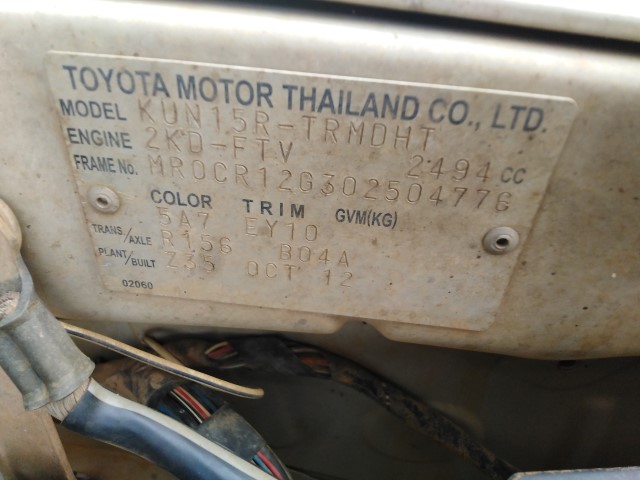 TOYOTA MOTOR THAILAND CO., LTD.
MODEL KUN15R-TRMDHT
ENGINE 2KD-FTV 2494 CC
FRAME No. MR0CR12G302504776
COLOR TRIM GVM(KG)
5A7 EY10
TRANS/AXLE R156 B04A
PLANT/BUILT Z35 OCT 12
02060